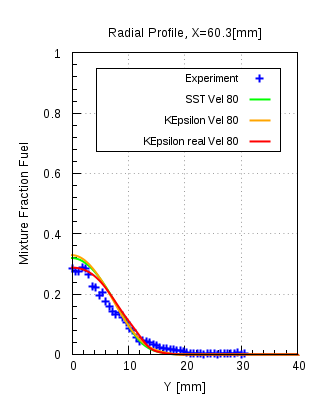 Radial Profile, X=60.3[mm]
1
0.8
0.6
0.4
0.2
0
Mixture Fraction Fuel
Experiment
SST Vel 80
KEpsilon Vel 80
KEpsilon real Vel 80
0 10 20 30 40
Y [mm]